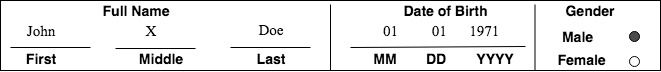 Full Name Date of Birth Gender
John X Doe 01 01 1971 Male
First Middle Last MM DD YYYY Female